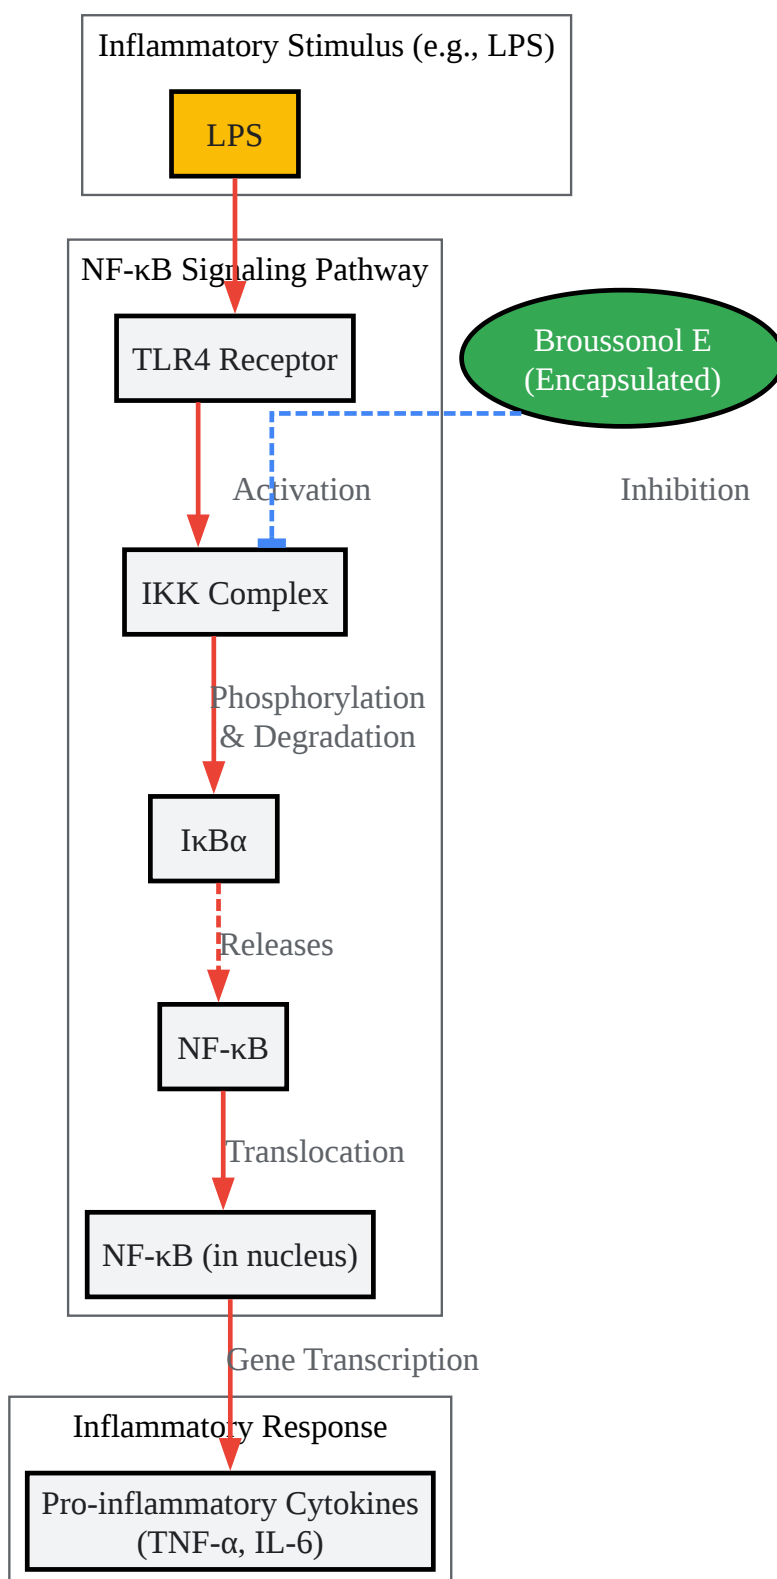 Inflammatory Stimulus (e.g., LPS)
LPS
NF-κB Signaling Pathway
TLR4 Receptor
Broussonol E
(Encapsulated)
Activation
Inhibition
IKK Complex
Phosphorylation
& Degradation
IκBα
Releases
NF-κB
Translocation
NF-κB (in nucleus)
Gene Transcription
Inflammatory Response
Pro-inflammatory Cytokines
(TNF-α, IL-6)